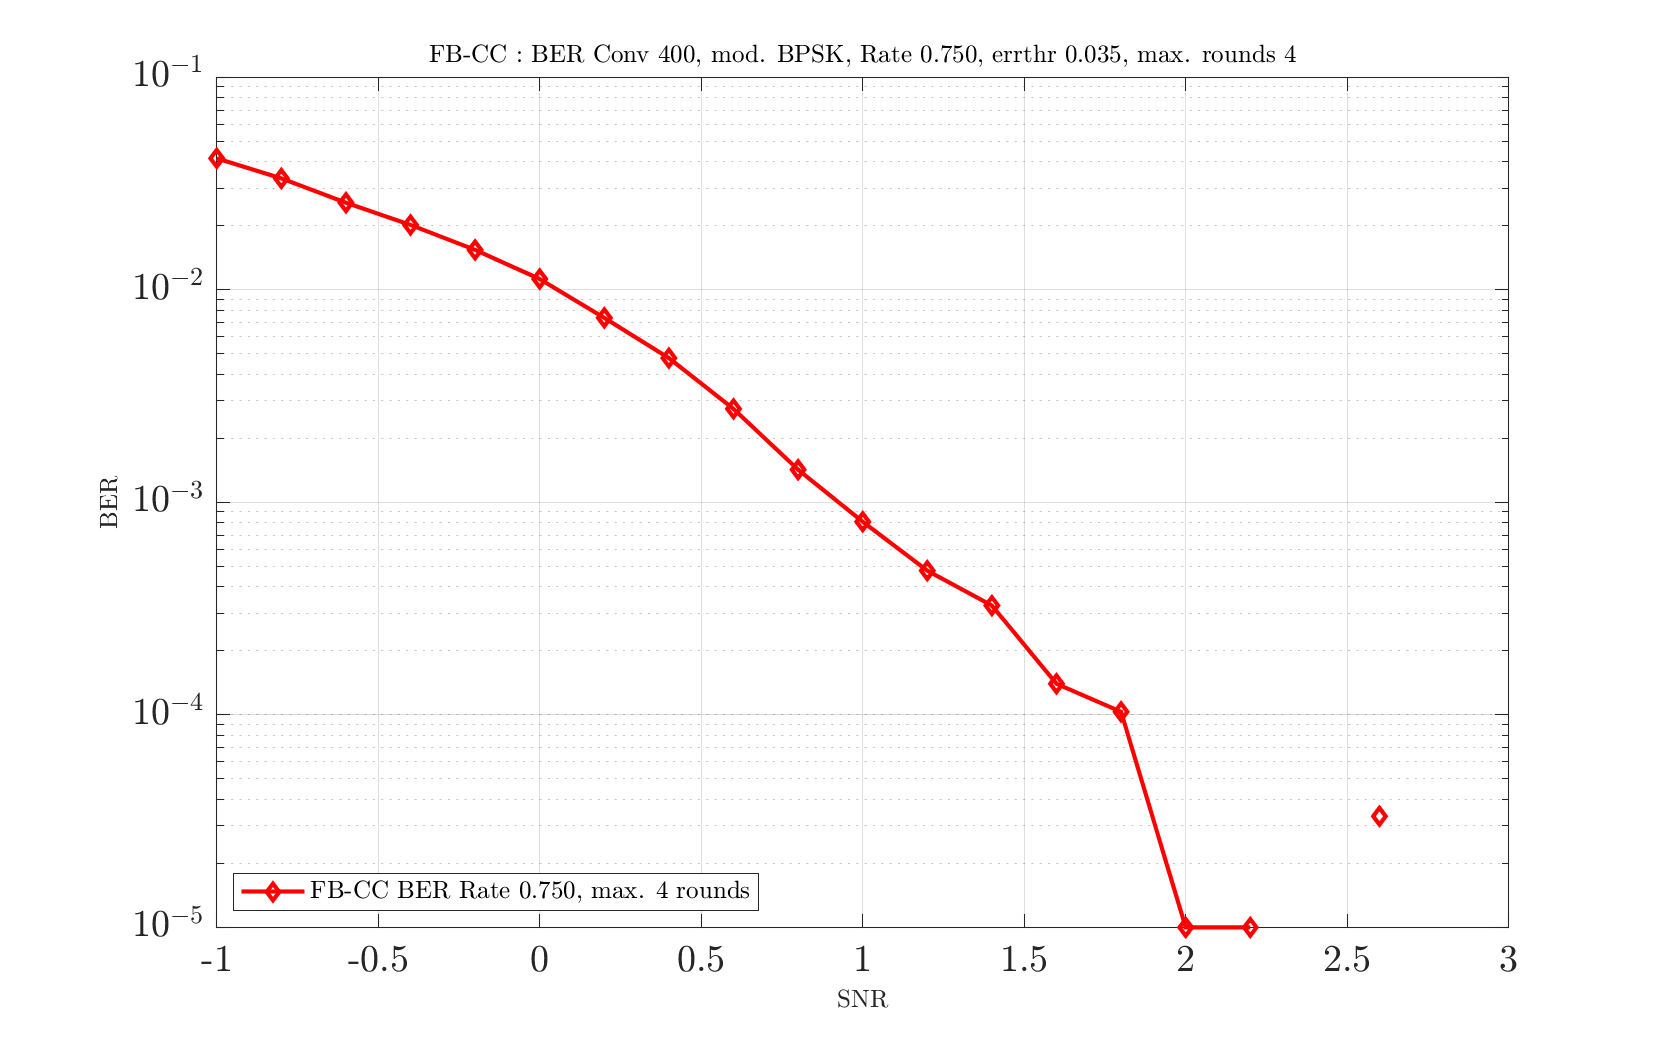 FB-CC : BER Conv 400, mod. BPSK, Rate 0.750, errthr 0.035, max. rounds 4
10^-1
10^-2
10^-3
10^-4
10^-5
BER
FB-CC BER Rate 0.750, max. 4 rounds
-1 -0.5 0 0.5 1 1.5 2 2.5 3
SNR